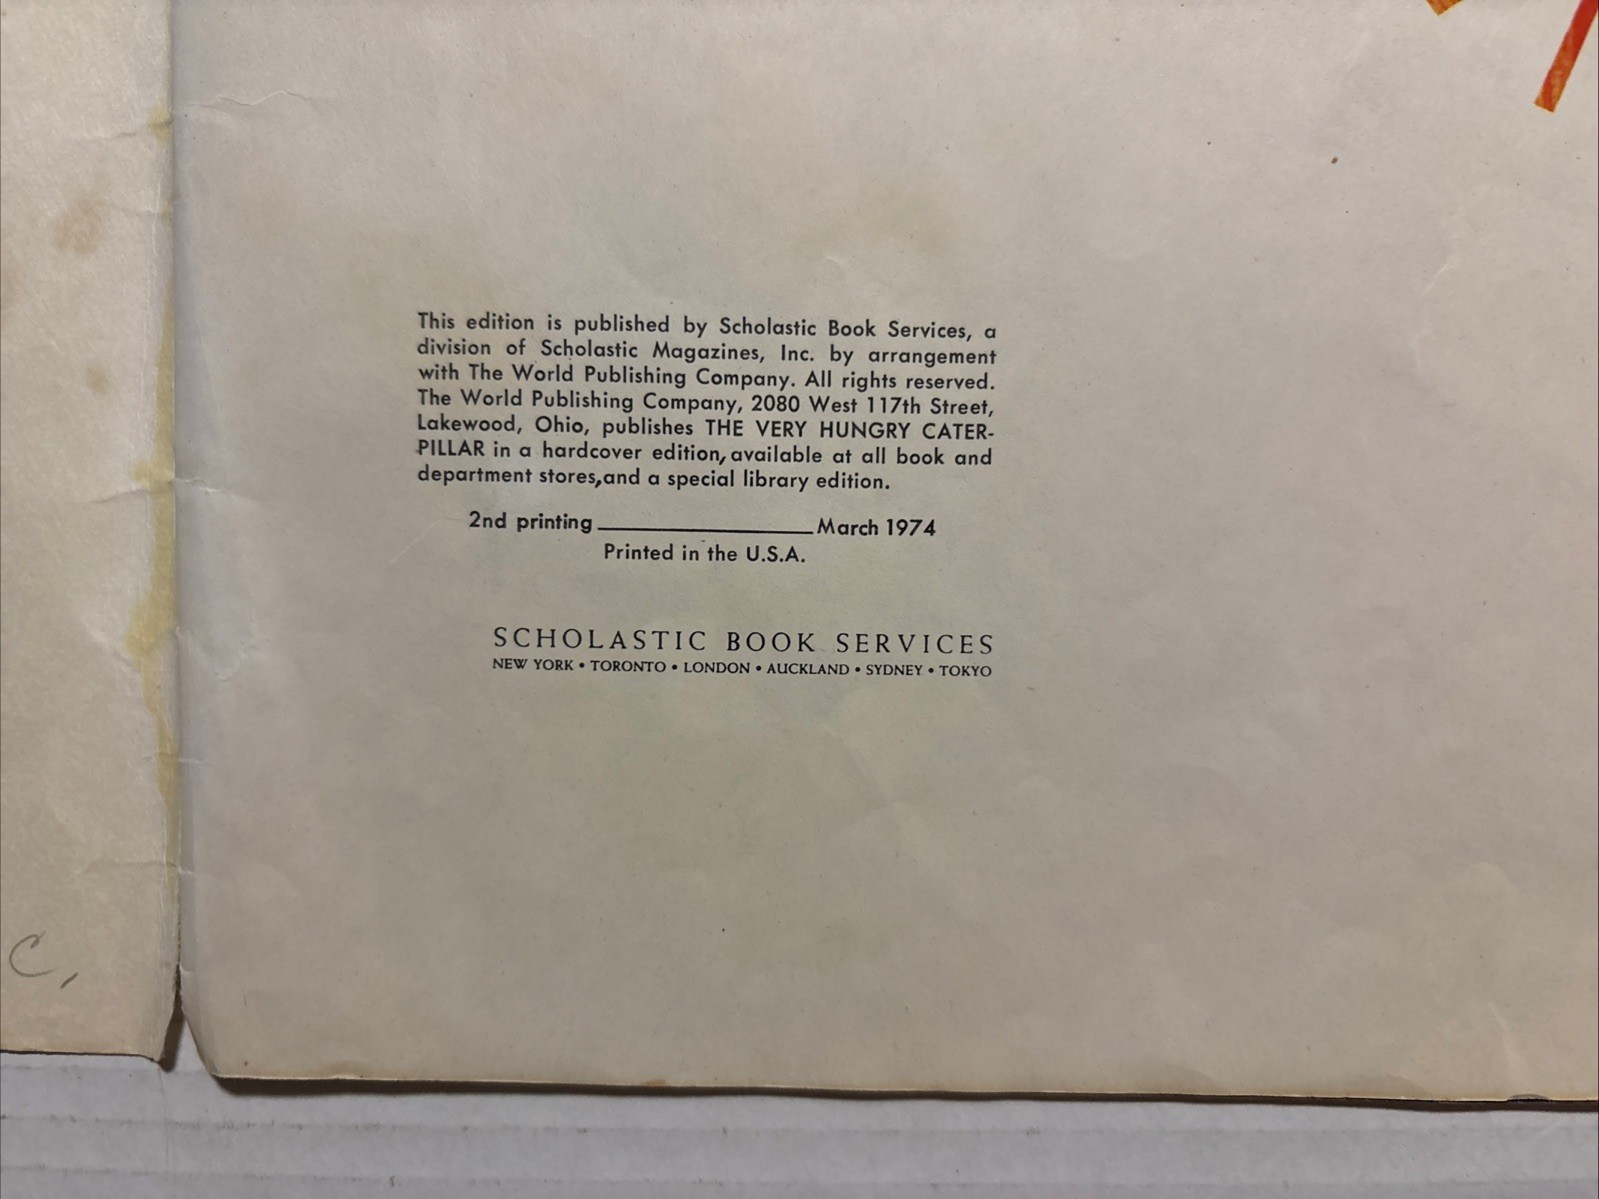 This edition is published by Scholastic Book Services, a
division of Scholastic Magazines, Inc. by arrangement
with The World Publishing Company. All rights reserved.
The World Publishing Company, 2080 West 117th Street,
Lakewood, Ohio, publishes THE VERY HUNGRY CATER-
PILLAR in a hardcover edition, available at all book and
department stores,and a special library edition.
2nd printing ____________ March 1974
Printed in the U.S.A.
SCHOLASTIC BOOK SERVICES
NEW YORK • TORONTO • LONDON • AUCKLAND • SYDNEY • TOKYO
C,